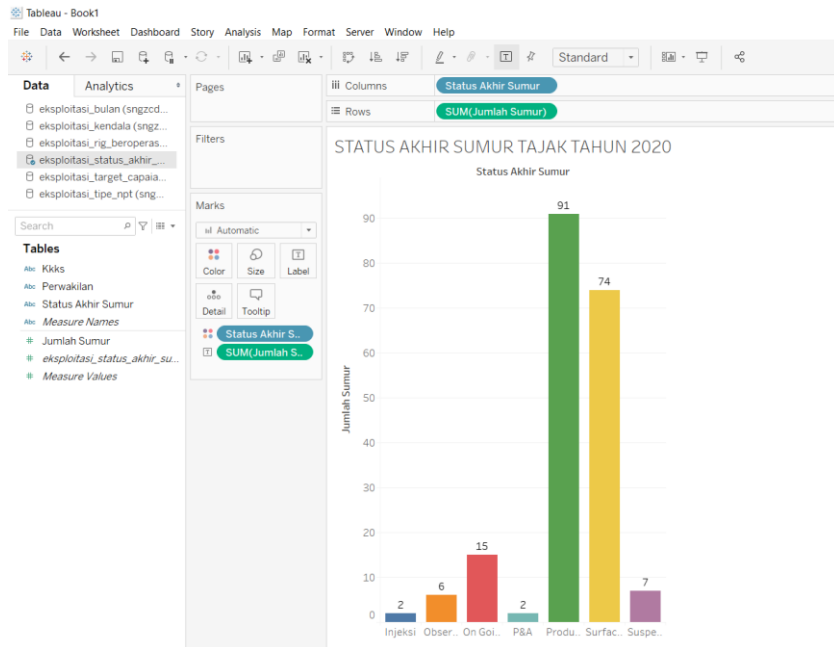 Tableau - Book1
File Data Worksheet Dashboard Story Analysis Map Format Server Window Help
Standard
Data Analytics
Pages
iii Columns
Status Akhir Sumur
Rows
SUM(Jumlah Sumur)
eksploitasi_bulan (sngzcd...
eksploitasi_kendala (sngz...
eksploitasi_rig_beroperas...
eksploitasi_status_akhir_...
eksploitasi_target_capaia...
eksploitasi_tipe_npt (sng...
Search
Tables
Abc Kkks
Abc Perwakilan
Abc Status Akhir Sumur
Abc Measure Names
# Jumlah Sumur
# eksploitasi_status_akhir_su...
# Measure Values
Filters
Marks
Automatic
Color Size Label
Detail Tooltip
Status Akhir S..
SUM(Jumlah S..
STATUS AKHIR SUMUR TAJAK TAHUN 2020
Status Akhir Sumur
Jumlah Sumur
90
80
70
60
50
40
30
20
10
0
2
6
15
2
91
74
7
Injeksi Obser.. On Goi.. P&A Produ.. Surfac.. Suspe..